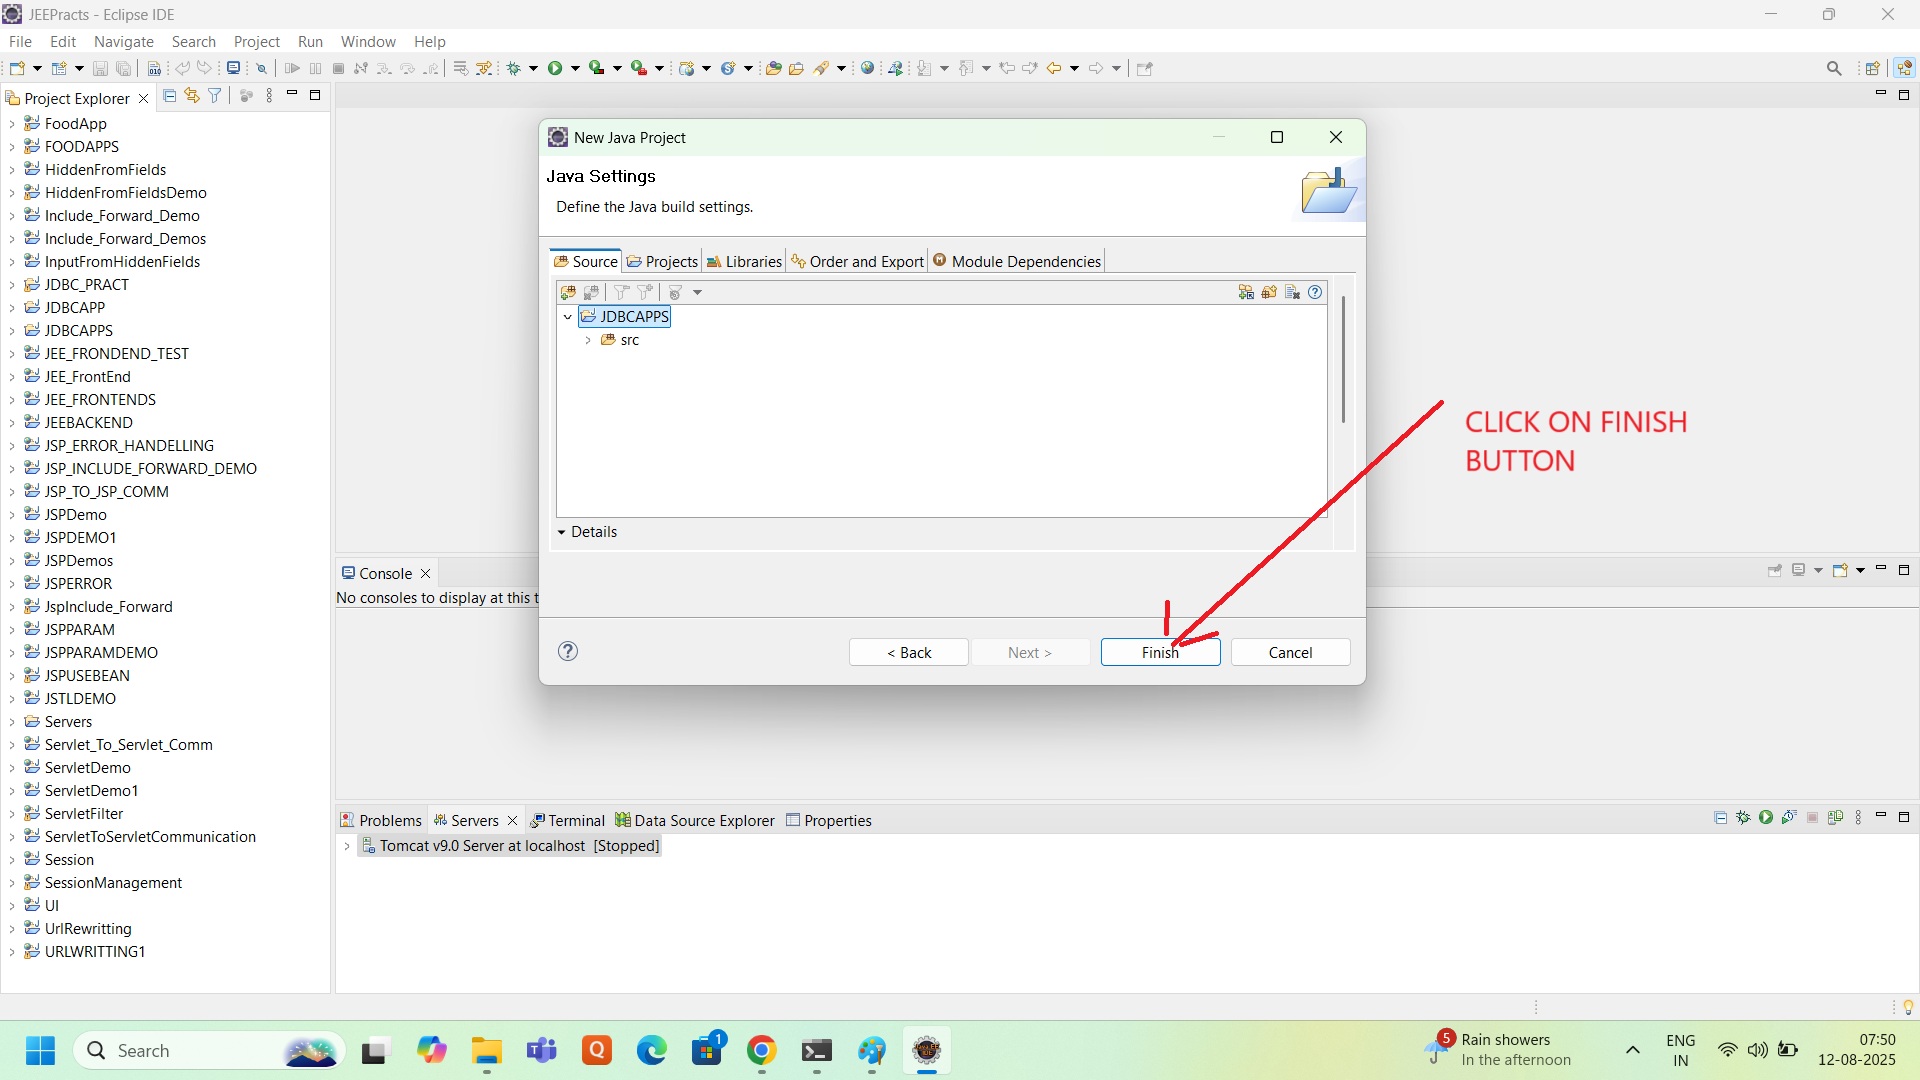 JEEPracts - Eclipse IDE
File Edit Navigate Search Project Run Window Help
Project Explorer
FoodApp
FOODAPPS
HiddenFromFields
HiddenFromFieldsDemo
Include_Forward_Demo
Include_Forward_Demos
InputFromHiddenFields
JDBC_PRACT
JDBCAPP
JDBCAPPS
JEE_FRONDEND_TEST
JEE_FrontEnd
JEE_FRONTENDS
JEEBACKEND
JSP_ERROR_HANDELLING
JSP_INCLUDE_FORWARD_DEMO
JSP_TO_JSP_COMM
JSPDemo
JSPDEMO1
JSPDemos
JSPERROR
JspInclude_Forward
JSPPARAM
JSPPARAMDEMO
JSPUSEBEAN
JSTLDEMO
Servers
Servlet_To_Servlet_Comm
ServletDemo
ServletDemo1
ServletFilter
ServletToServletCommunication
Session
SessionManagement
UI
UrlRewritting
URLWRITTING1
New Java Project
Java Settings
Define the Java build settings.
Source Projects Libraries Order and Export Module Dependencies
JDBCAPPS
src
Details
< Back Next > Finish Cancel
CLICK ON FINISH
BUTTON
Console
No consoles to display at this t
Problems Servers Terminal Data Source Explorer Properties
Tomcat v9.0 Server at localhost [Stopped]
Search
1
5
Rain showers
In the afternoon
ENG
IN
07:50
12-08-2025